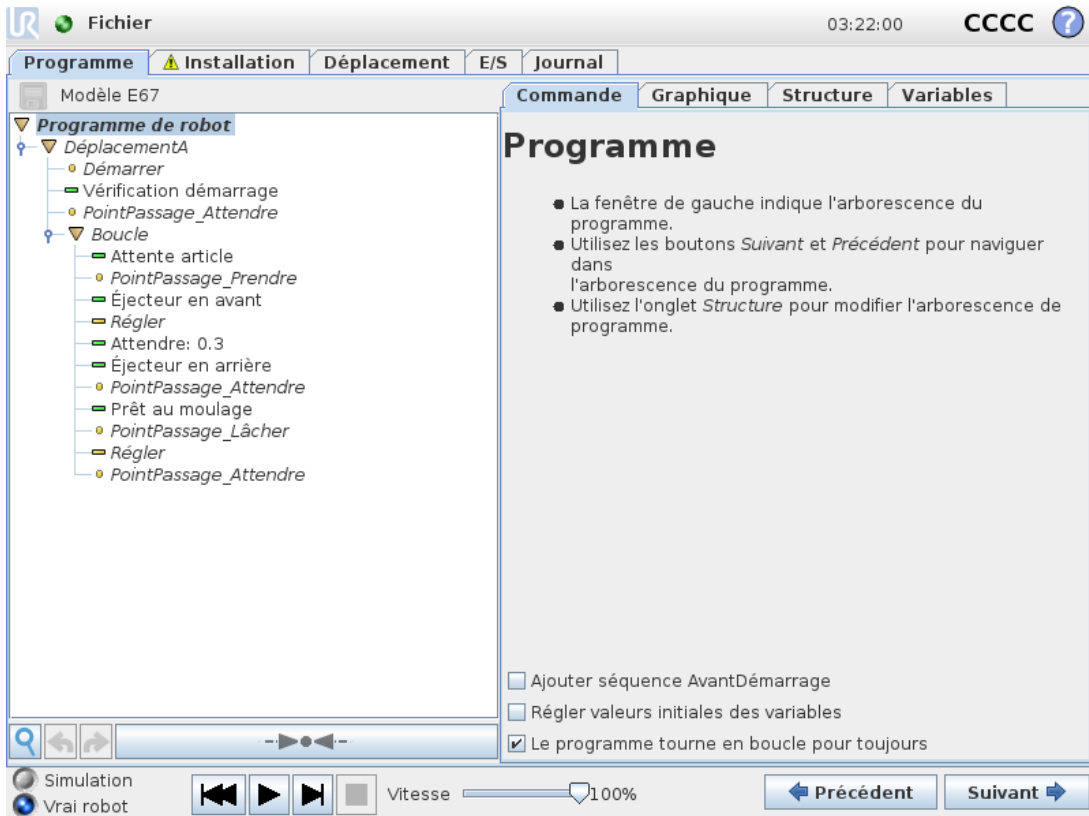 UR Fichier 03:22:00 CCCC ?
Programme Installation Déplacement E/S Journal
Modèle E67
Commande Graphique Structure Variables
Programme de robot
DéplacementA
Démarrer
Vérification démarrage
PointPassage_Attendre
Boucle
Attente article
PointPassage_Prendre
Éjecteur en avant
Régler
Attendre: 0.3
Éjecteur en arrière
PointPassage_Attendre
Prêt au moulage
PointPassage_Lâcher
Régler
PointPassage_Attendre
Programme
La fenêtre de gauche indique l'arborescence du
programme.
Utilisez les boutons Suivant et Précédent pour naviguer
dans
l'arborescence du programme.
Utilisez l'onglet Structure pour modifier l'arborescence de
programme.
Ajouter séquence AvantDémarrage
Régler valeurs initiales des variables
Le programme tourne en boucle pour toujours
Simulation
Vrai robot
Vitesse 100%
Précédent Suivant